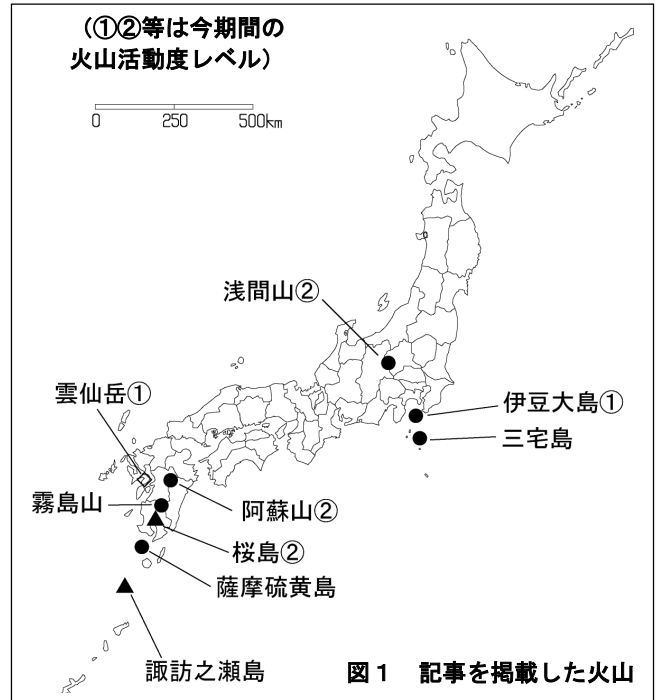 （①②等は今期間の
火山活動度レベル）
0 250 500km
浅間山②
雲仙岳①
伊豆大島①
三宅島
霧島山
阿蘇山②
桜島②
薩摩硫黄島
諏訪之瀬島
図１　記事を掲載した火山